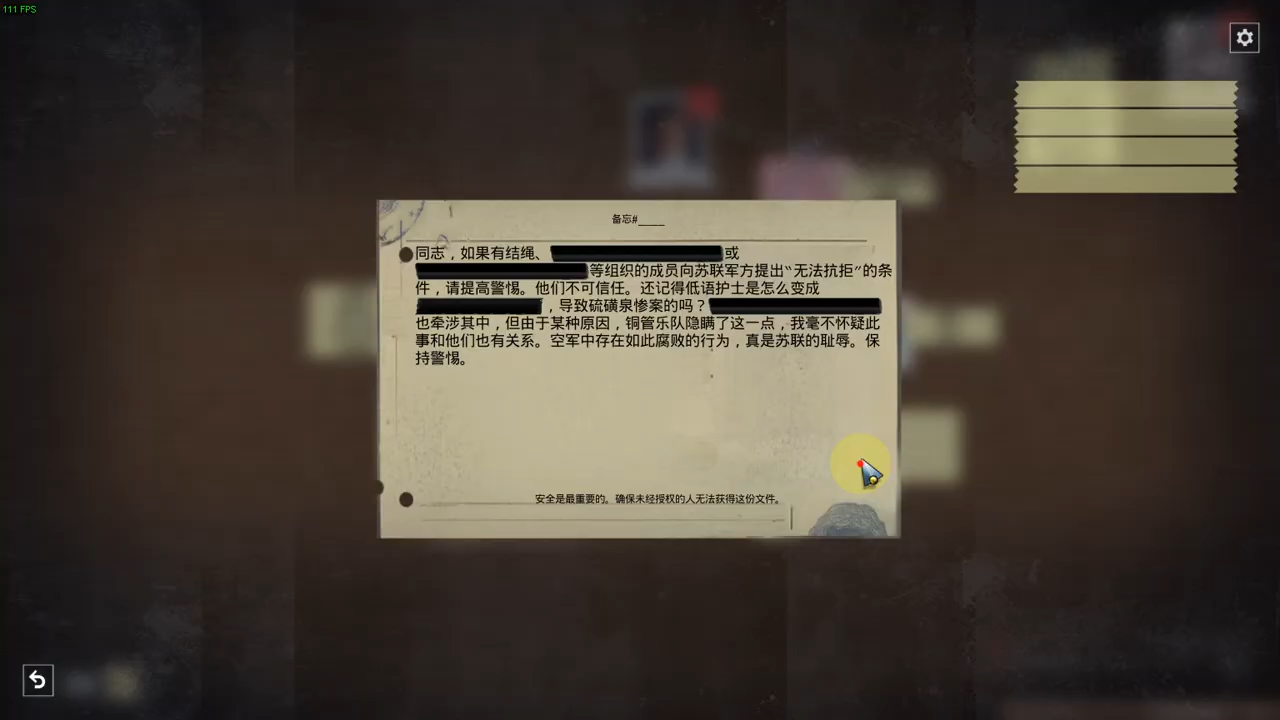 111 FPS
备忘#____
同志，如果有结绳、 或
等组织的成员向苏联军方提出“无法抗拒”的条
件，请提高警惕。他们不可信任。还记得低语护士是怎么变成
，导致硫磺泉惨案的吗？
也牵涉其中，但由于某种原因，铜管乐队隐瞒了这一点，我毫不怀疑此
事和他们也有关系。空军中存在如此腐败的行为，真是苏联的耻辱。保
持警惕。
安全是最重要的。确保未经授权的人无法获得这份文件。